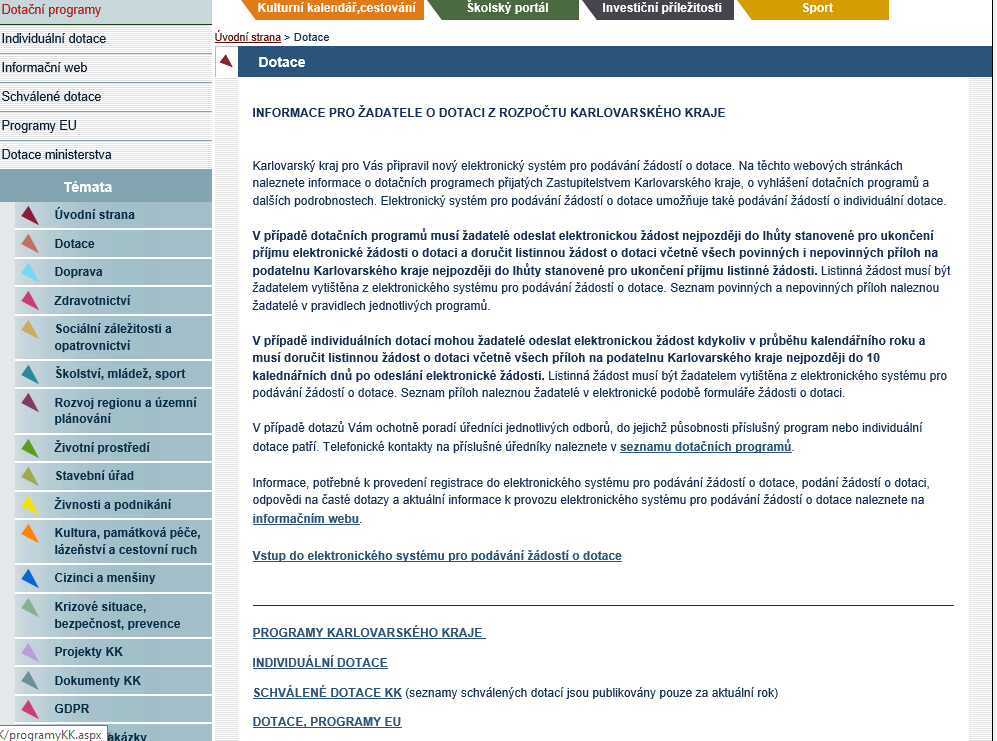 Dotační programy
Individuální dotace
Informační web
Schválené dotace
Programy EU
Dotace ministerstva
Témata
Úvodní strana
Dotace
Doprava
Zdravotnictví
Sociální záležitosti a
opatrovnictví
Školství, mládež, sport
Rozvoj regionu a územní
plánování
Životní prostředí
Stavební úřad
Živnosti a podnikání
Kultura, památková péče,
lázeňství a cestovní ruch
Cizinci a menšiny
Krizové situace,
bezpečnost, prevence
Projekty KK
Dokumenty KK
GDPR
akázky
K/programyKK.aspx
Kulturní kalendář,cestování
Školský portál
Investiční příležitosti
Sport
Úvodní strana > Dotace
Dotace
INFORMACE PRO ŽADATELE O DOTACI Z ROZPOČTU KARLOVARSKÉHO KRAJE
Karlovarský kraj pro Vás připravil nový elektronický systém pro podávání žádostí o dotace. Na těchto webových stránkách
naleznete informace o dotačních programech přijatých Zastupitelstvem Karlovarského kraje, o vyhlášení dotačních programů a
dalších podrobnostech. Elektronický systém pro podávání žádostí o dotace umožňuje také podávání žádostí o individuální dotace.
V případě dotačních programů musí žadatelé odeslat elektronickou žádost nejpozději do lhůty stanovené pro ukončení
příjmu elektronické žádosti o dotaci a doručit listinnou žádost o dotaci včetně všech povinných i nepovinných příloh na
podatelnu Karlovarského kraje nejpozději do lhůty stanovené pro ukončení příjmu listinné žádosti. Listinná žádost musí být
žadatelem vytištěna z elektronického systému pro podávání žádostí o dotace. Seznam povinných a nepovinných příloh naleznou
žadatelé v pravidlech jednotlivých programů.
V případě individuálních dotací mohou žadatelé odeslat elektronickou žádost kdykoliv v průběhu kalendářního roku a
musí doručit listinnou žádost o dotaci včetně všech příloh na podatelnu Karlovarského kraje nejpozději do 10
kalednářních dnů po odeslání elektronické žádosti. Listinná žádost musí být žadatelem vytištěna z elektronického systému pro
podávání žádostí o dotace. Seznam příloh naleznou žadatelé v elektronické podobě formuláře žádosti o dotaci.
V případě dotazů Vám ochotně poradí úředníci jednotlivých odborů, do jejichž působnosti příslušný program nebo individuální
dotace patří. Telefonické kontakty na příslušné úředníky naleznete v seznamu dotačních programů.
Informace, potřebné k provedení registrace do elektronického systému pro podávání žádostí o dotace, podání žádostí o dotaci,
odpovědi na časté dotazy a aktuální informace k provozu elektronického systému pro podávání žádostí o dotace naleznete na
informačním webu.
Vstup do elektronického systému pro podávání žádostí o dotace
PROGRAMY KARLOVARSKÉHO KRAJE
INDIVIDUÁLNÍ DOTACE
SCHVÁLENÉ DOTACE KK (seznamy schválených dotací jsou publikovány pouze za aktuální rok)
DOTACE, PROGRAMY EU